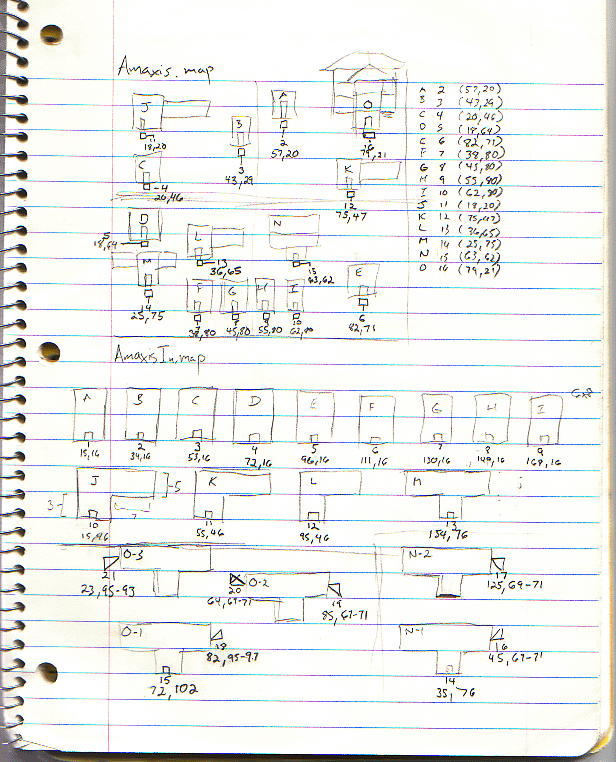 Amaxis.map
J
11
18,20
B
3
43,29
A
2
57,20
O
16
79,21
C
4
20,46
K
12
75,47
D
5
18,64
L
13
36,65
N
15
63,62
M
14
25,75
F
7
38,80
G
8
45,80
H
9
55,80
I
10
62,80
E
6
82,71
A 2 (57,20)
B 3 (43,29)
C 4 (20,46)
D 5 (18,64)
E 6 (82,71)
F 7 (38,80)
G 8 (45,80)
H 9 (55,80)
I 10 (62,80)
J 11 (18,20)
K 12 (75,47)
L 13 (36,65)
M 14 (25,75)
N 15 (63,62)
O 16 (79,21)
AmaxisIn.map
6x8
A B C D E F G H I
1 2 3 4 5 6 7 8 9
15,16 34,16 53,16 72,16 96,16 111,16 130,16 149,16 168,16
J K L M
5
3
7
10 11 12 13
15,46 55,46 95,46 154,76
O-3
21
23,95-93
O-2
20
64,67-71
19
85,67-71
N-2
17
125,69-71
O-1
18
82,95-97
15
72,102
N-1
16
45,67-71
14
35,76